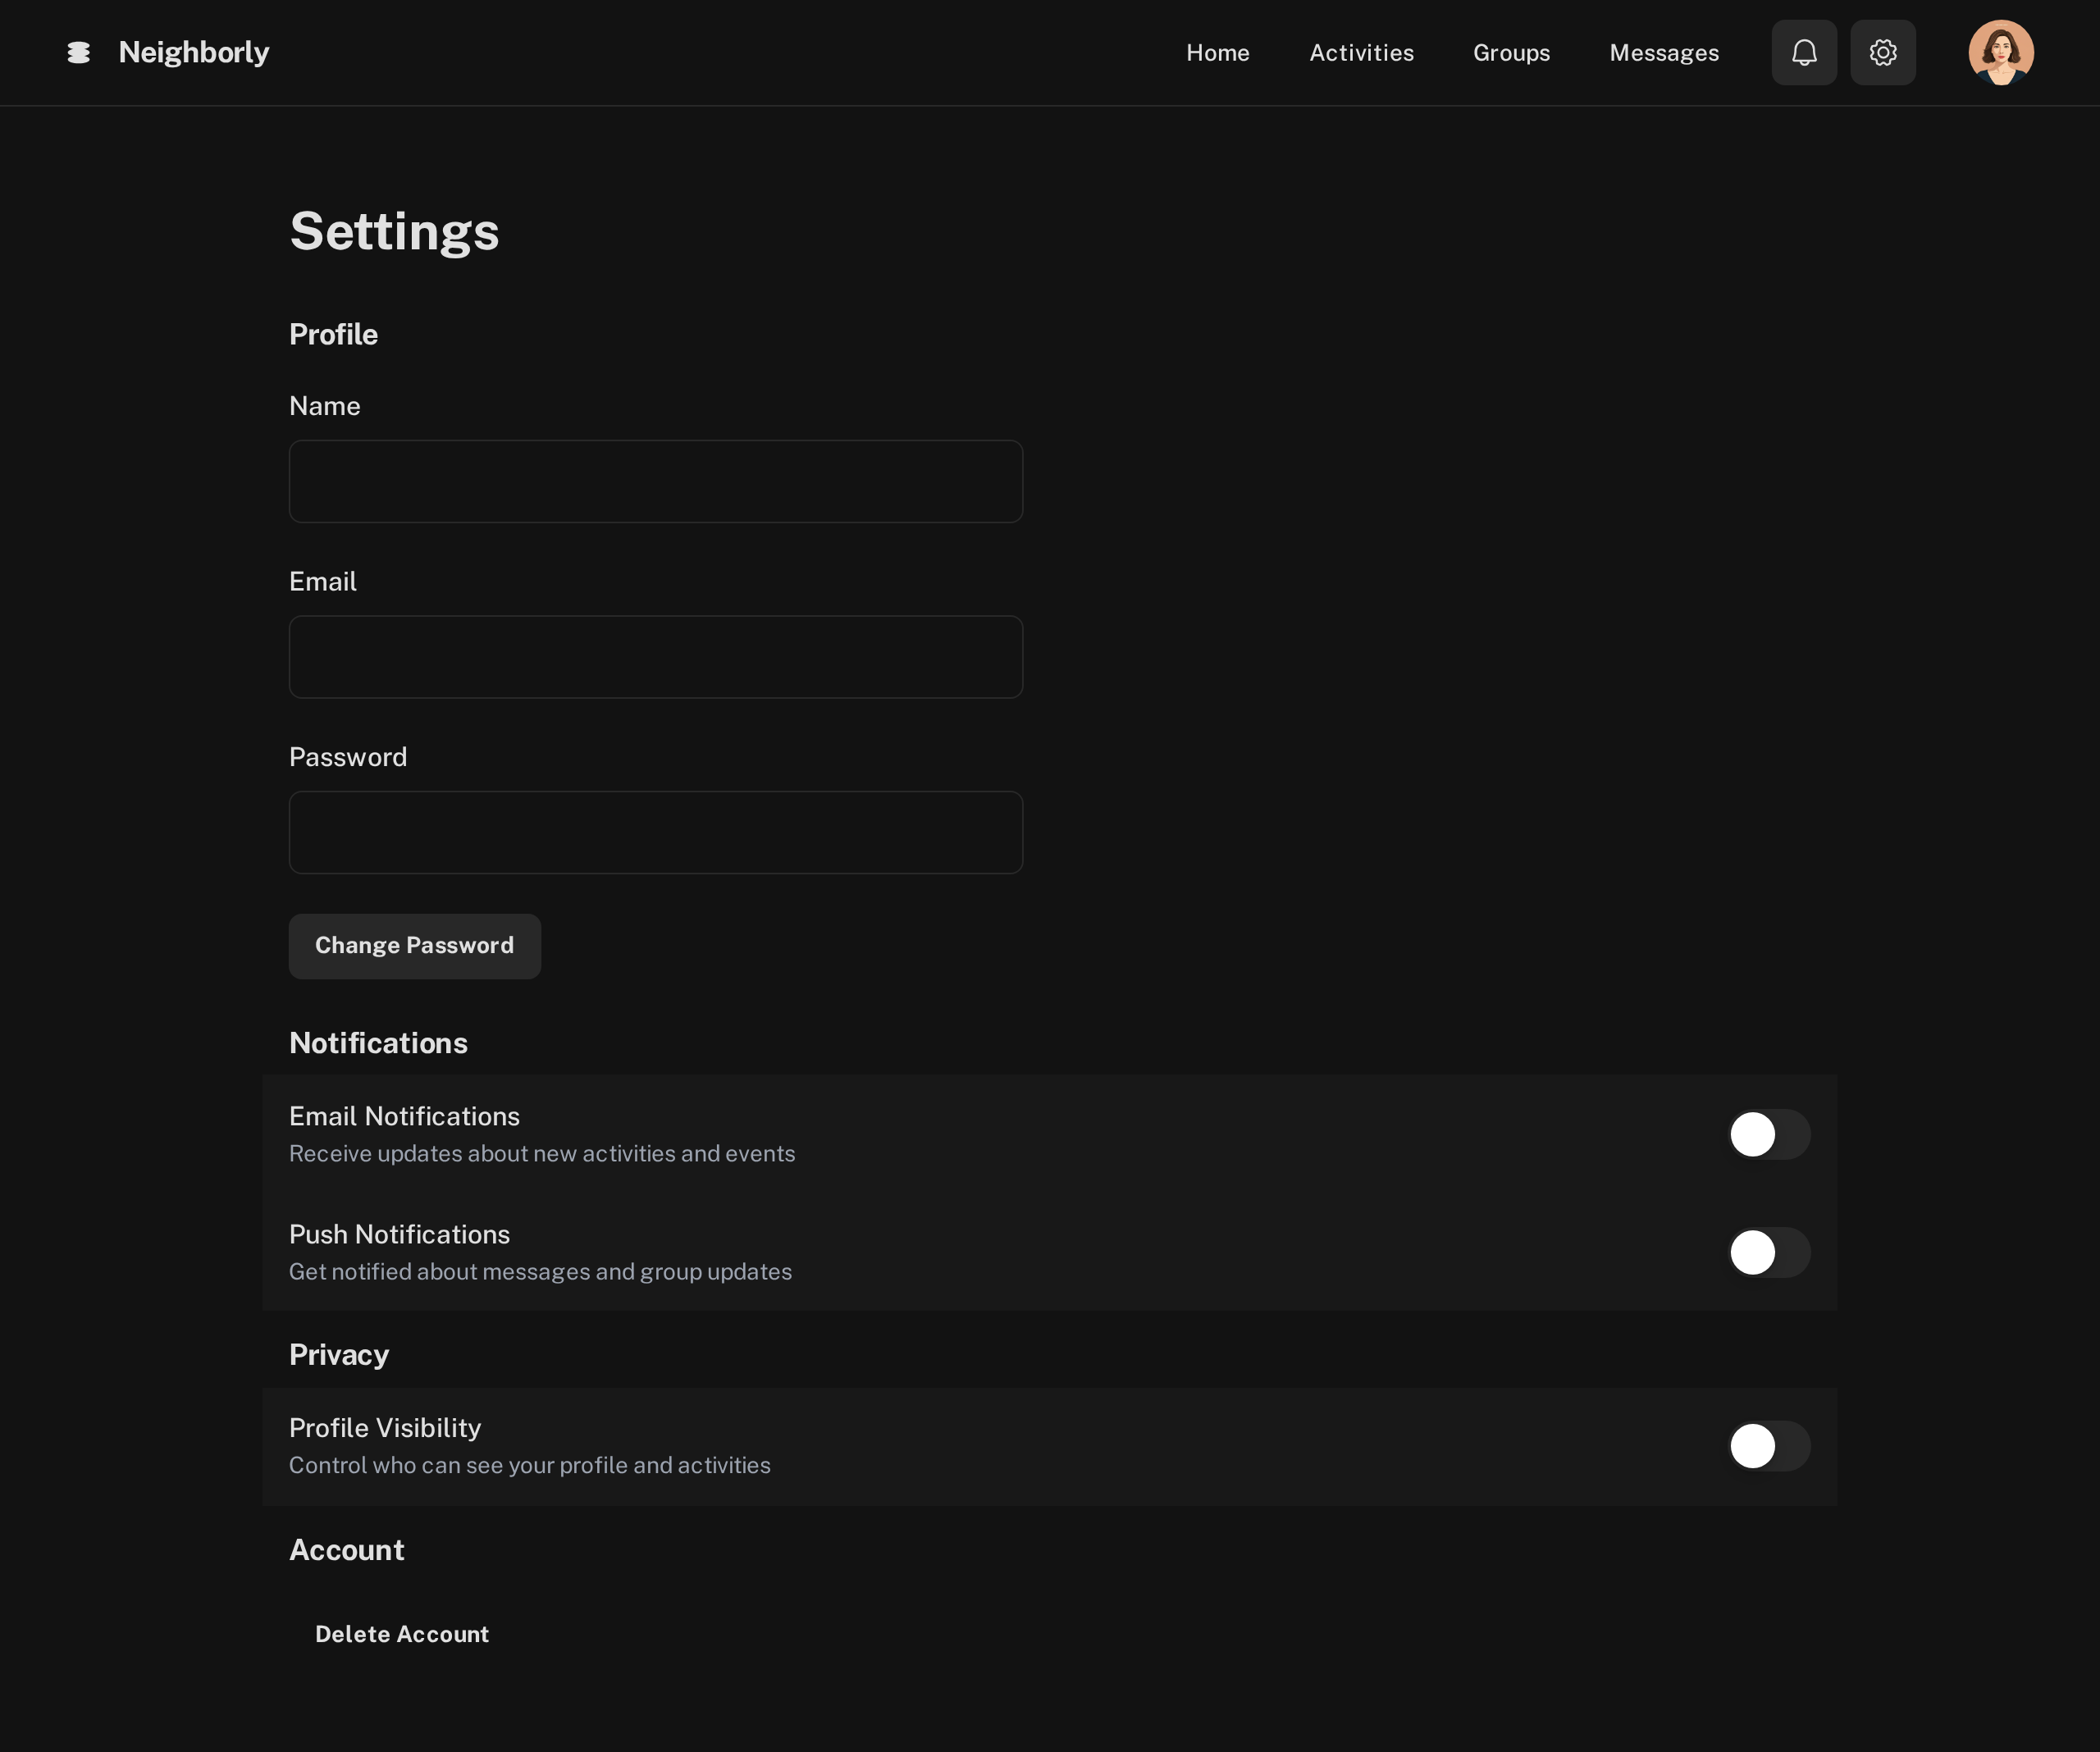 Neighborly
Home
Activities
Groups
Messages
Settings
Profile
Name
Email
Password
Change Password
Notifications
Email Notifications
Receive updates about new activities and events
Push Notifications
Get notified about messages and group updates
Privacy
Profile Visibility
Control who can see your profile and activities
Account
Delete Account